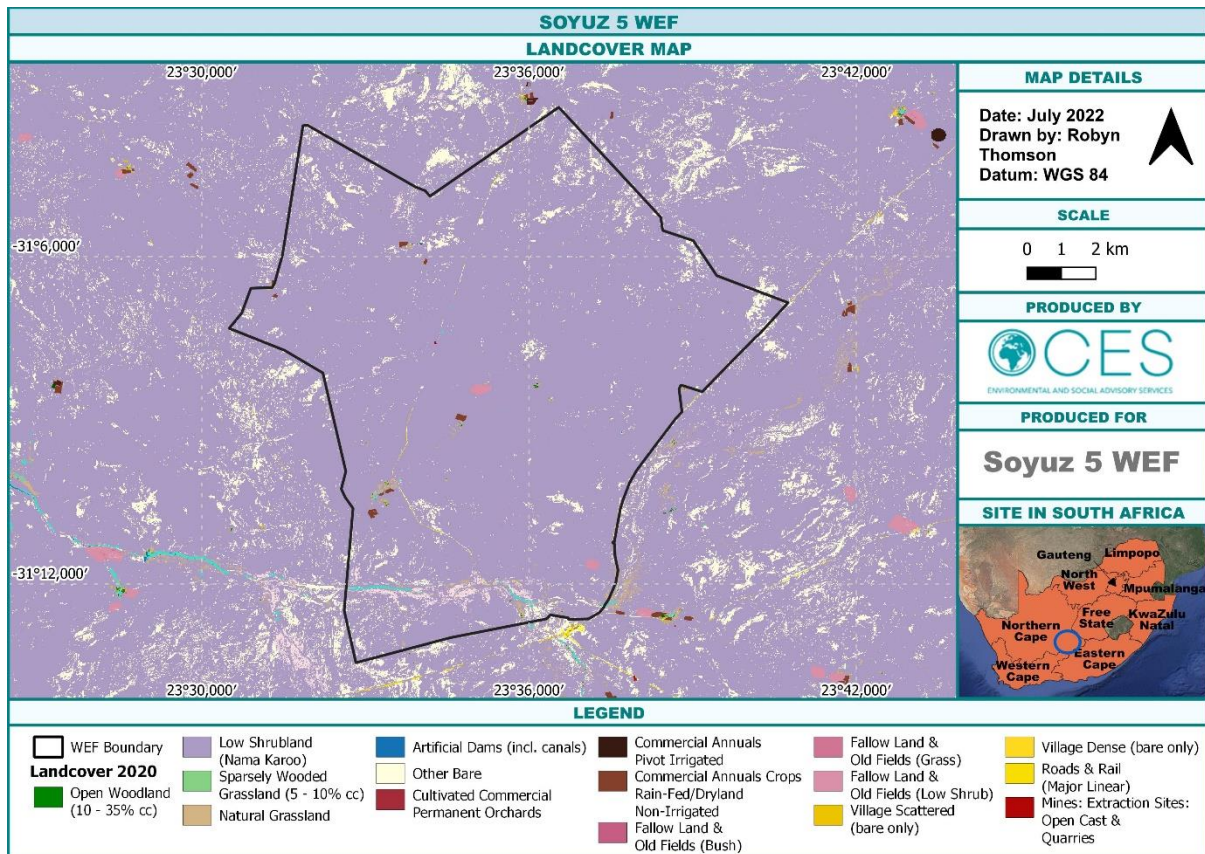 SOYUZ 5 WEF
LANDCOVER MAP
23°30,000′
23°36,000′
23°42,000′
-31°6,000′
-31°12,000′
23°30,000′
23°36,000′
23°42,000′
MAP DETAILS
Date: July 2022
Drawn by: Robyn
Thomson
Datum: WGS 84
SCALE
0 1 2 km
PRODUCED BY
CES
ENVIRONMENTAL AND SOCIAL ADVISORY SERVICES
PRODUCED FOR
Soyuz 5 WEF
SITE IN SOUTH AFRICA
Limpopo
Gauteng
North
West
Mpumalanga
Free
State
KwaZulu
Natal
Northern
Cape
Eastern
Cape
Western
Cape
LEGEND
WEF Boundary
Landcover 2020
Open Woodland
(10 - 35% cc)
Low Shrubland
(Nama Karoo)
Sparsely Wooded
Grassland (5 - 10% cc)
Natural Grassland
Artificial Dams (incl. canals)
Other Bare
Cultivated Commercial
Permanent Orchards
Commercial Annuals
Pivot Irrigated
Commercial Annuals Crops
Rain-Fed/Dryland
Non-Irrigated
Fallow Land &
Old Fields (Bush)
Fallow Land &
Old Fields (Grass)
Fallow Land &
Old Fields (Low Shrub)
Village Scattered
(bare only)
Village Dense (bare only)
Roads & Rail
(Major Linear)
Mines: Extraction Sites:
Open Cast &
Quarries